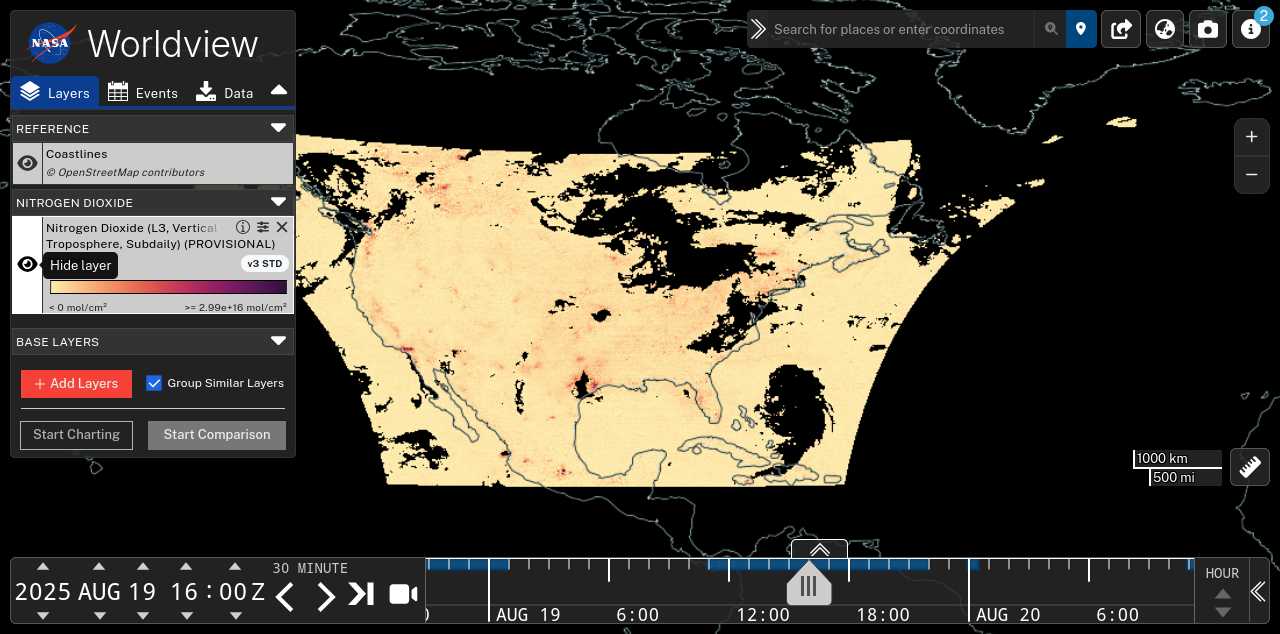 NASA
Worldview
Search for places or enter coordinates
2
Layers
Events
Data
REFERENCE
Coastlines
© OpenStreetMap contributors
NITROGEN DIOXIDE
Nitrogen Dioxide (L3, Vertical
Troposphere, Subdaily) (PROVISIONAL)
Hide layer
v3 STD
< 0 mol/cm²
>= 2.99e+16 mol/cm²
BASE LAYERS
+ Add Layers
Group Similar Layers
Start Charting
Start Comparison
+
−
1000 km
500 mi
2025 AUG 19 16:00Z
30 MINUTE
AUG 19
6:00
12:00
18:00
AUG 20
6:00
HOUR